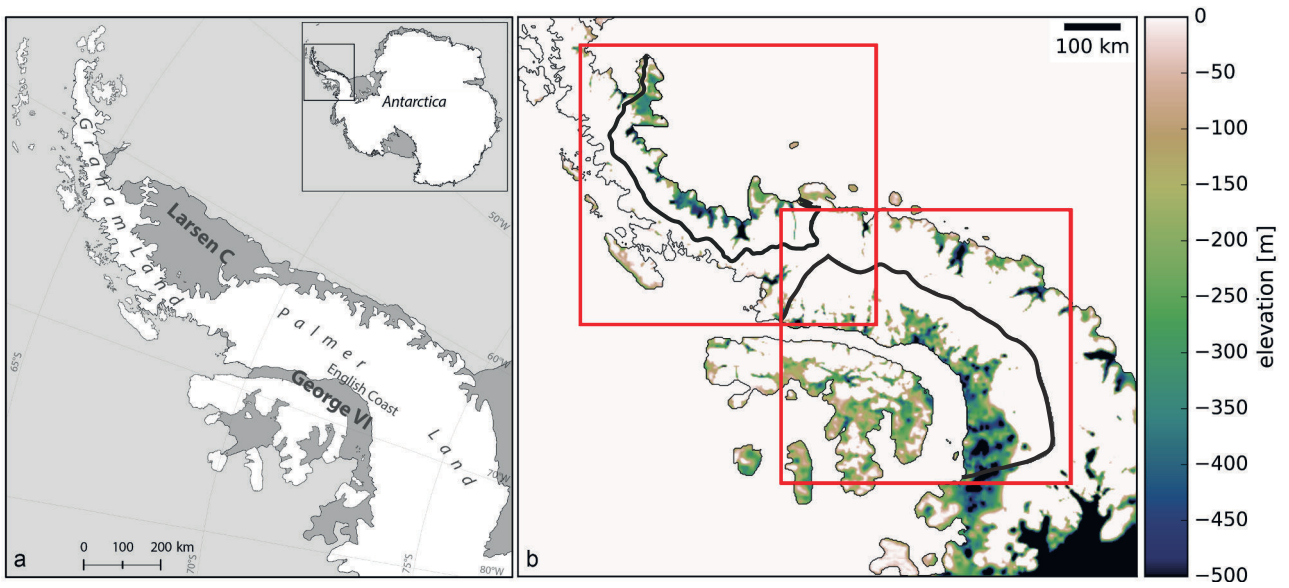 Antarctica
Graham Land
Larsen C
Palmer Land
English Coast
George VI
50°W
60°W
65°S
70°W
70°S
75°S
80°W
0 100 200 km
a
100 km
b
0
−50
−100
−150
−200
−250
−300
−350
−400
−450
−500
elevation [m]